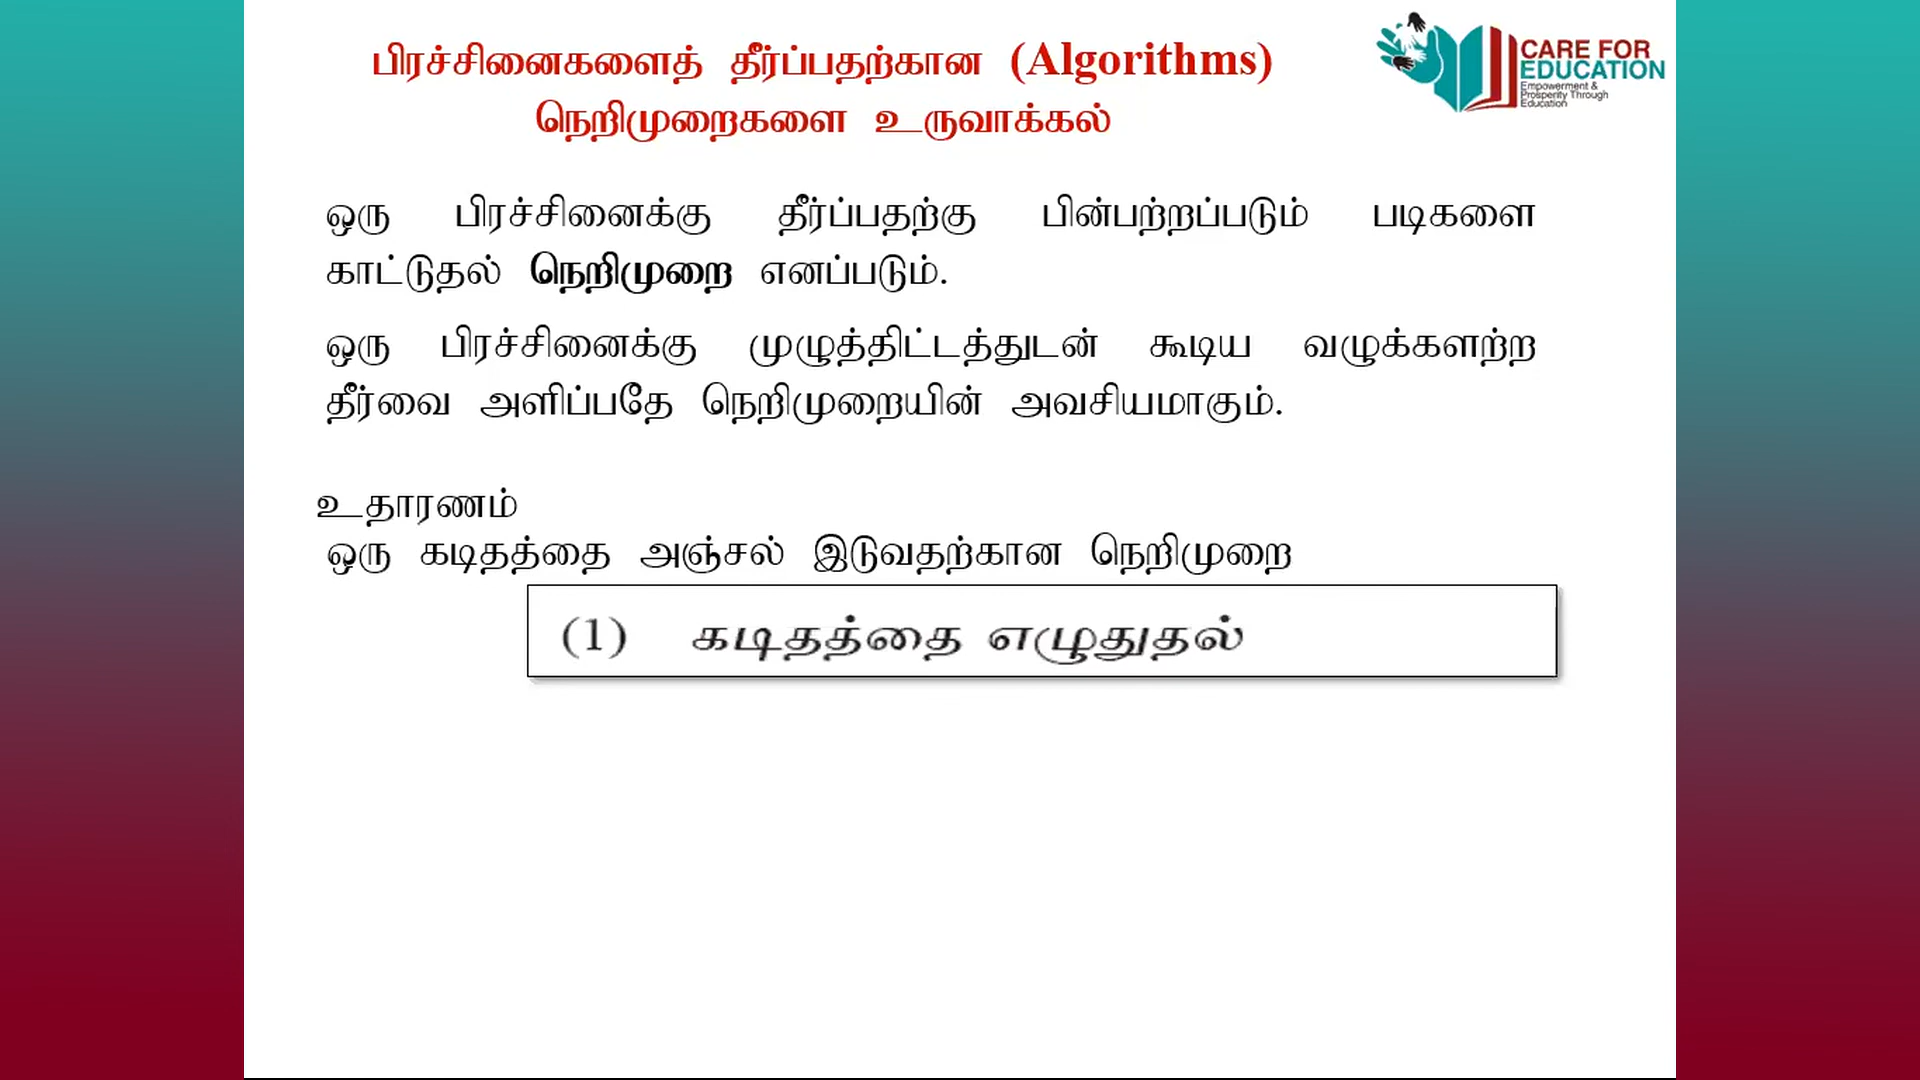 பிரச்சினைகளைத் தீர்ப்பதற்கான (Algorithms)
நெறிமுறைகளை உருவாக்கல்
CARE FOR
EDUCATION
Empowerment &
Prosperity Through
Education
ஒரு பிரச்சினைக்கு தீர்ப்பதற்கு பின்பற்றப்படும் படிகளை
காட்டுதல் நெறிமுறை எனப்படும்.
ஒரு பிரச்சினைக்கு முழுத்திட்டத்துடன் கூடிய வழுக்களற்ற
தீர்வை அளிப்பதே நெறிமுறையின் அவசியமாகும்.
உதாரணம்
ஒரு கடிதத்தை அஞ்சல் இடுவதற்கான நெறிமுறை
(1) கடிதத்தை எழுதுதல்